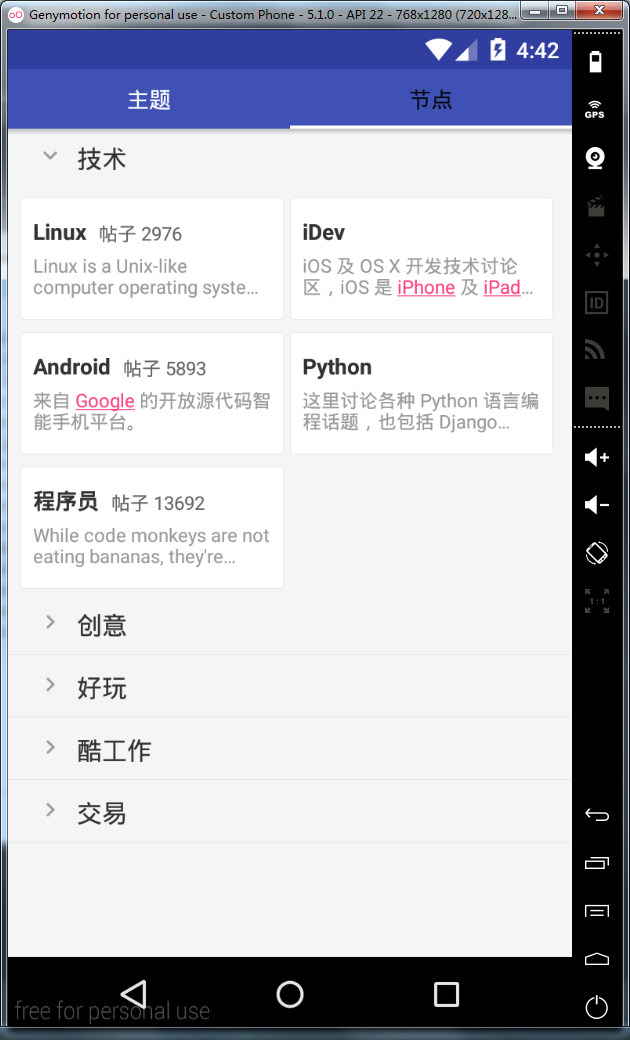 Genymotion for personal use - Custom Phone - 5.1.0 - API 22 - 768x1280 (720x128...
4:42
主题
节点
GPS
技术
Linux 帖子 2976
Linux is a Unix-like
computer operating syste…
iDev
iOS 及 OS X 开发技术讨论
区，iOS 是 iPhone 及 iPad…
Android 帖子 5893
来自 Google 的开放源代码智
能手机平台。
Python
这里讨论各种 Python 语言编
程话题，也包括 Django…
程序员 帖子 13692
While code monkeys are not
eating bananas, they're…
ID
1:1
创意
好玩
酷工作
交易
free for personal use